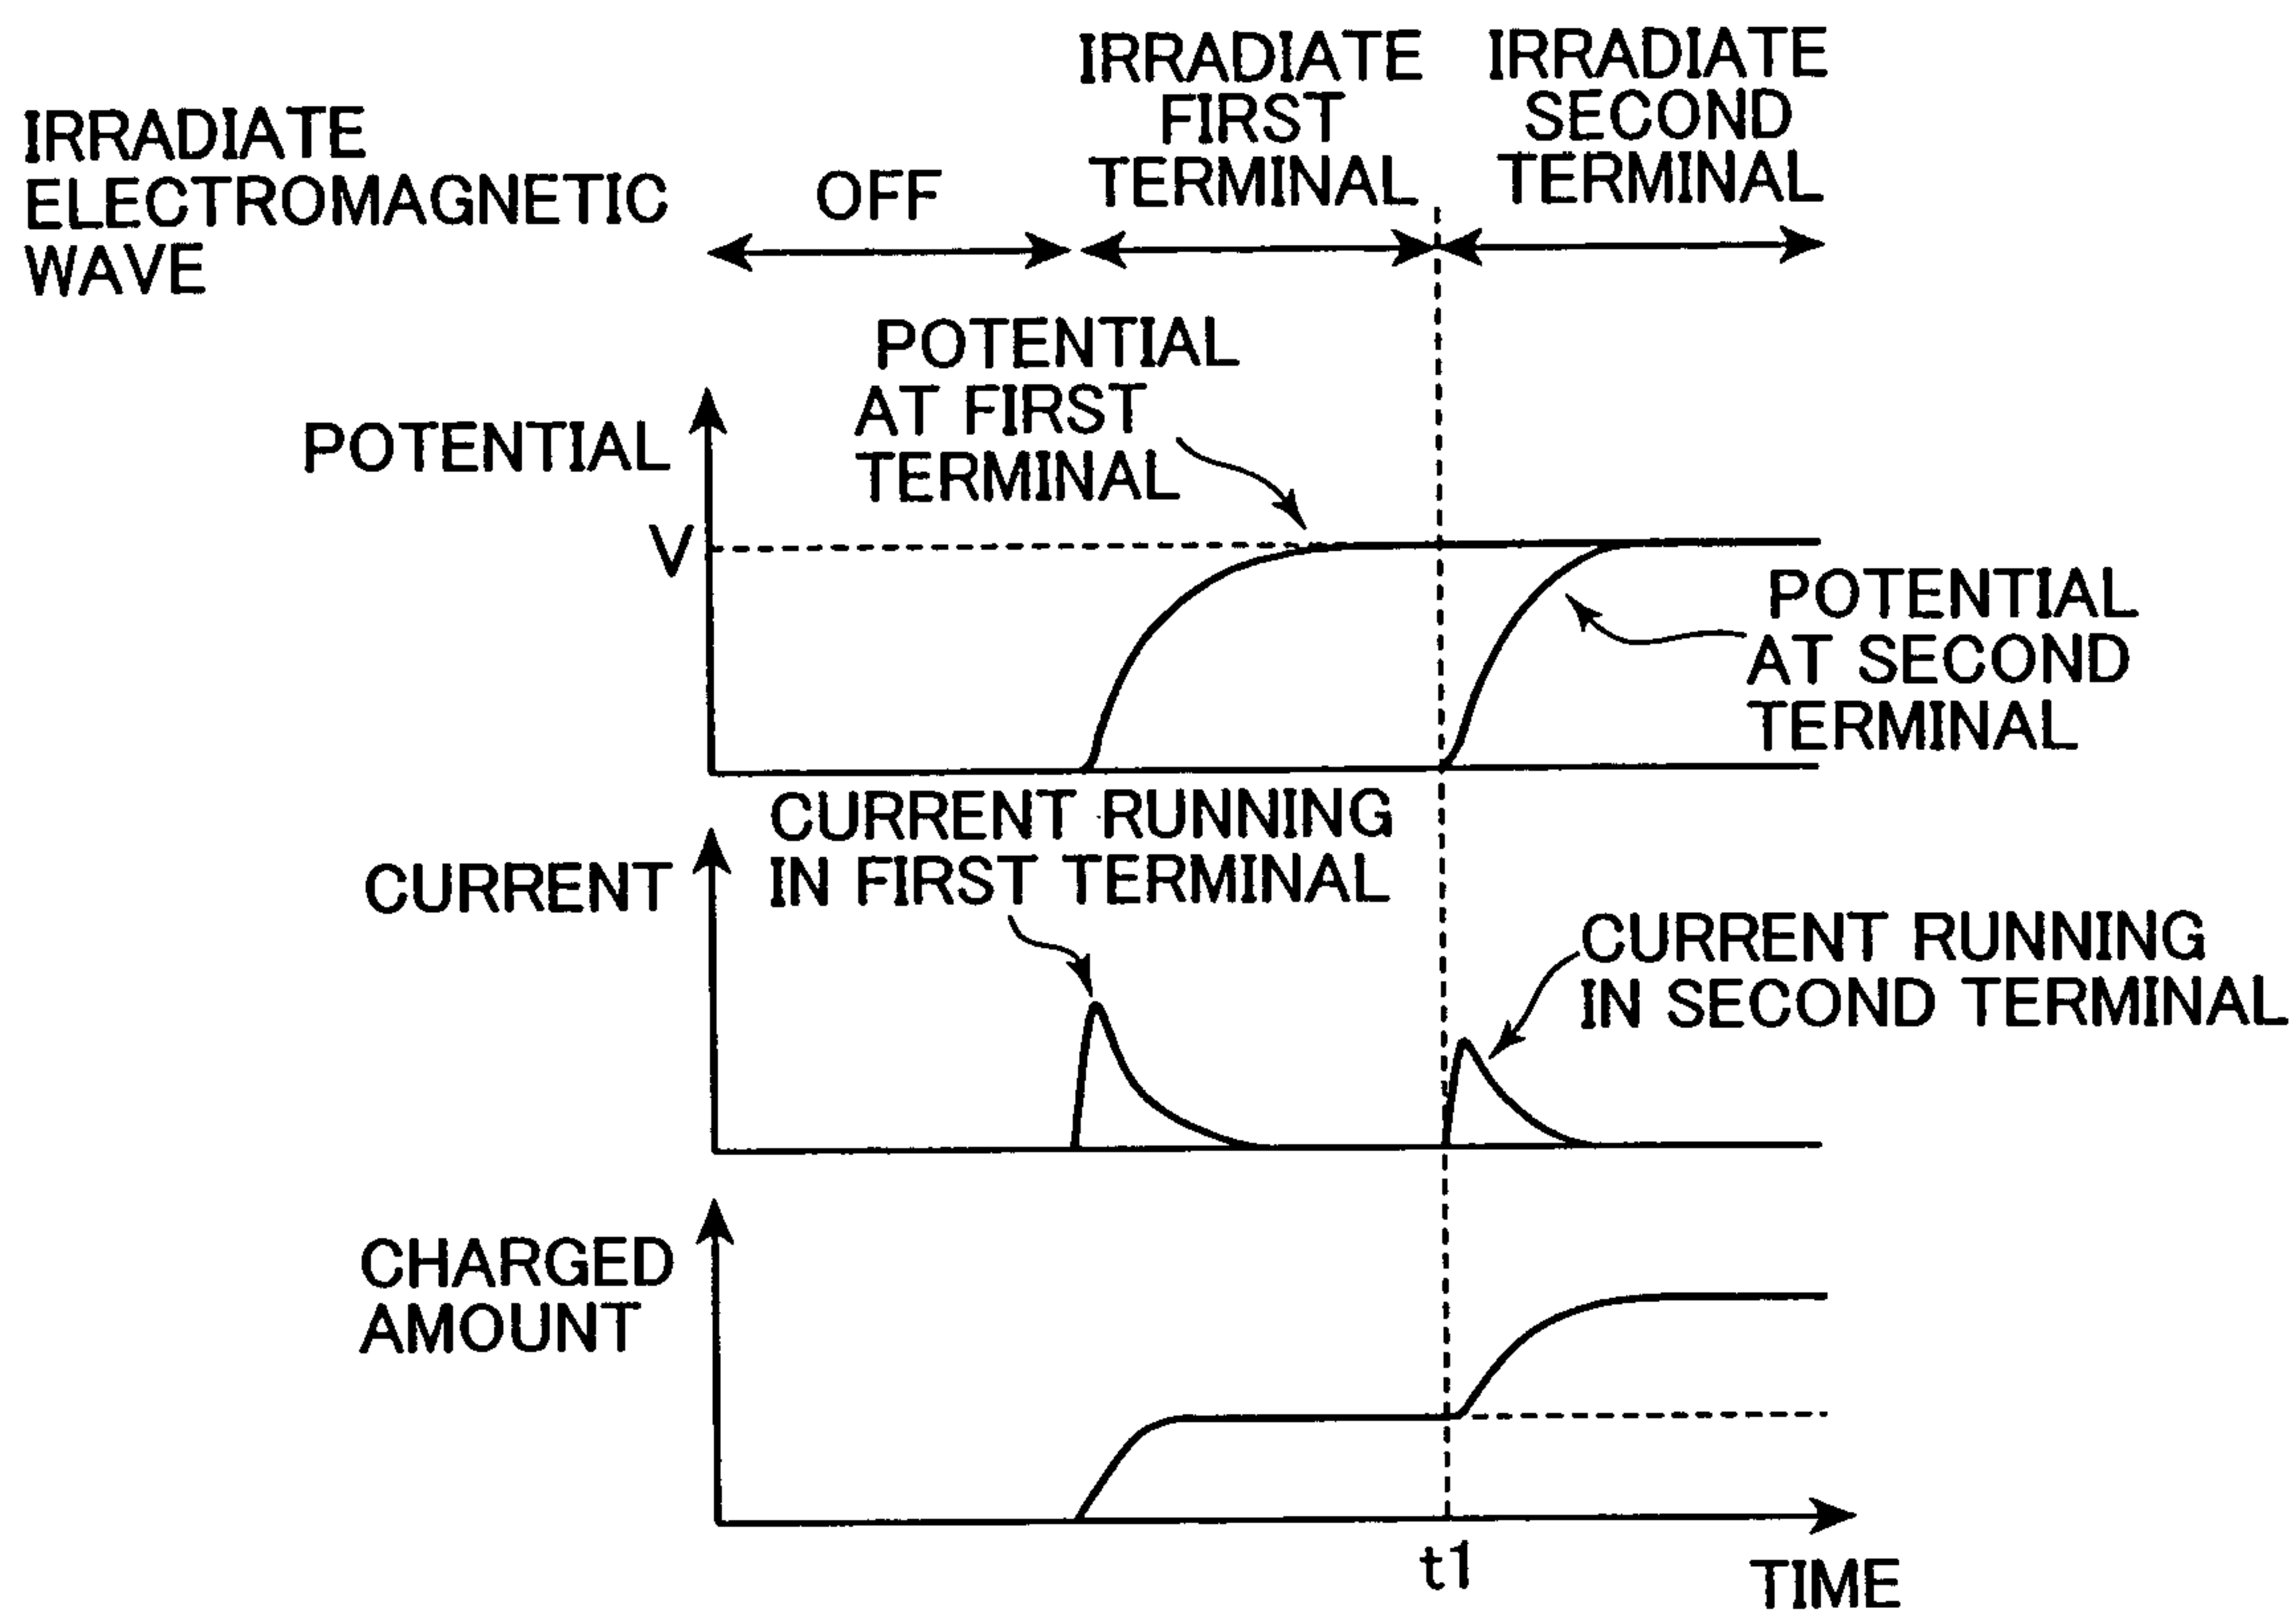 IRRADIATE
ELECTROMAGNETIC
WAVE
OFF
IRRADIATE
FIRST
TERMINAL
IRRADIATE
SECOND
TERMINAL
POTENTIAL
V
POTENTIAL
AT FIRST
TERMINAL
POTENTIAL
AT SECOND
TERMINAL
CURRENT
CURRENT RUNNING
IN FIRST TERMINAL
CURRENT RUNNING
IN SECOND TERMINAL
CHARGED
AMOUNT
t1
TIME